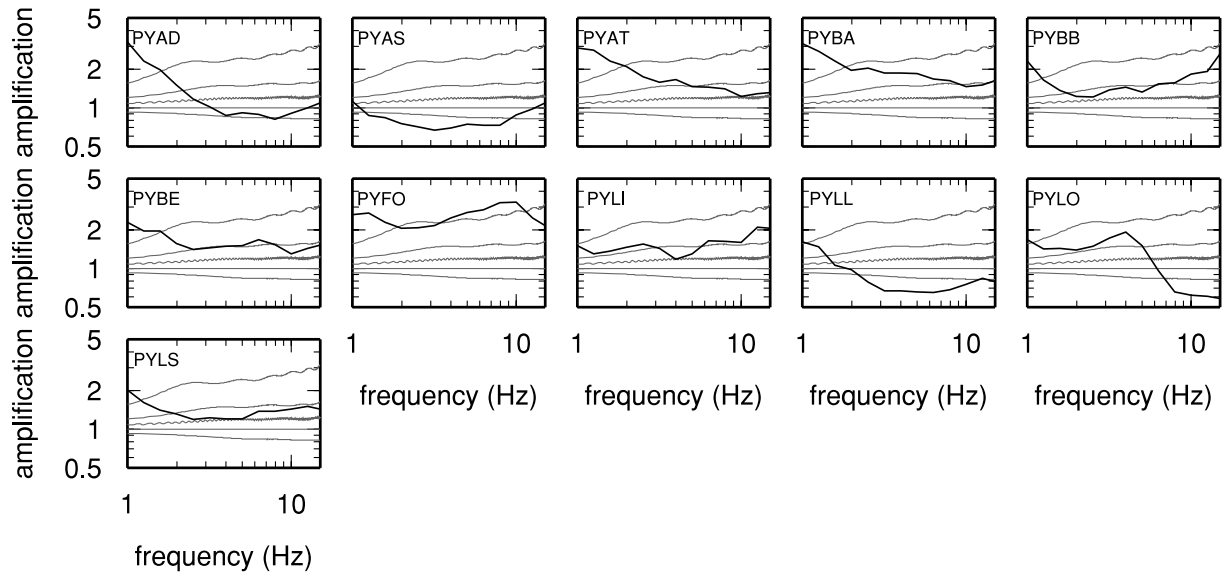 amplification
5
2
1
0.5
PYAD
PYAS
PYAT
PYBA
PYBB
amplification
5
2
1
0.5
PYBE
PYFO
PYLI
PYLL
PYLO
1 10
1 10
1 10
1 10
frequency (Hz)
frequency (Hz)
frequency (Hz)
frequency (Hz)
amplification
5
2
1
0.5
PYLS
1 10
frequency (Hz)